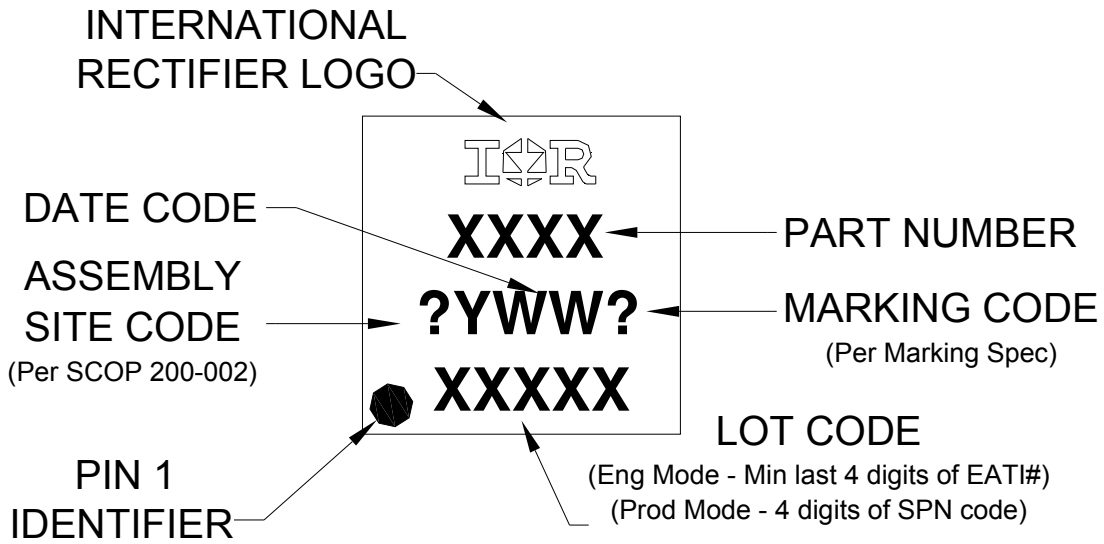 INTERNATIONAL
RECTIFIER LOGO
IOR
DATE CODE
XXXX
PART NUMBER
ASSEMBLY
SITE CODE
(Per SCOP 200-002)
?YWW?
MARKING CODE
(Per Marking Spec)
XXXXX
LOT CODE
(Eng Mode - Min last 4 digits of EATI#)
(Prod Mode - 4 digits of SPN code)
PIN 1
IDENTIFIER